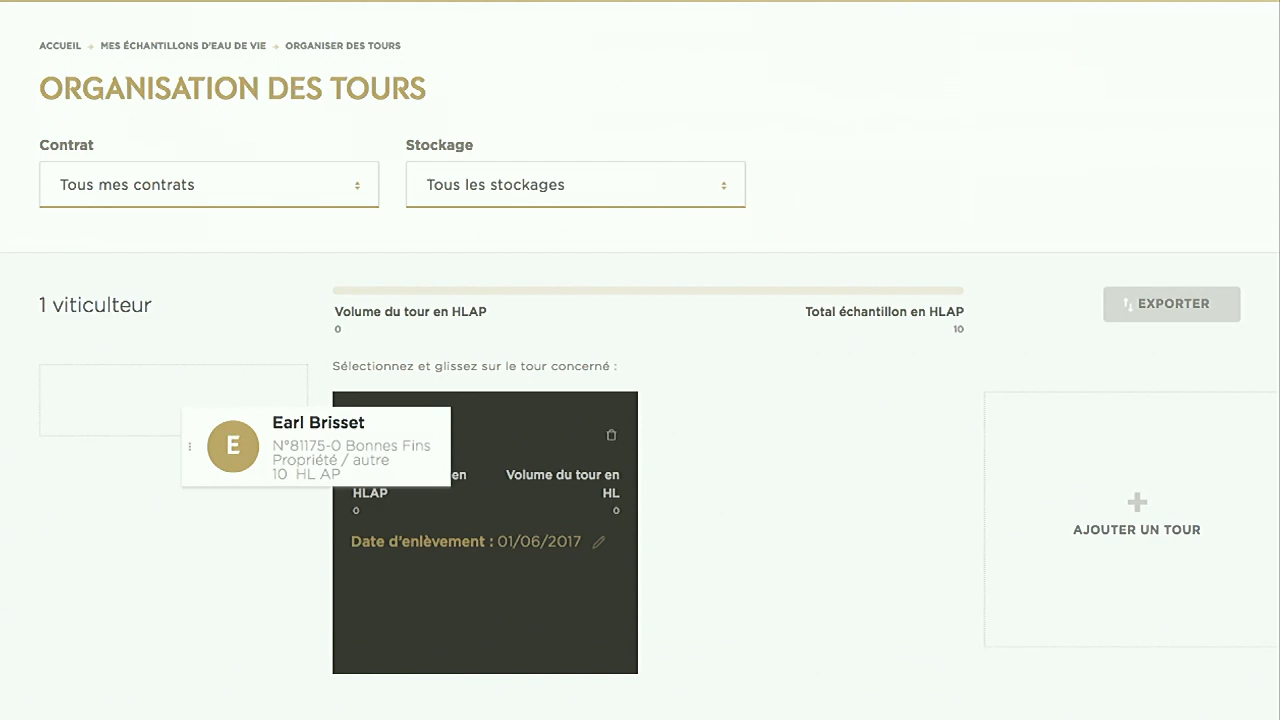 ACCUEIL → MES ÉCHANTILLONS D'EAU DE VIE → ORGANISER DES TOURS
ORGANISATION DES TOURS
Contrat
Stockage
Tous mes contrats
Tous les stockages
1 viticulteur
Volume du tour en HLAP
0
Total échantillon en HLAP
10
EXPORTER
Sélectionnez et glissez sur le tour concerné :
E
Earl Brisset
N°81175-0 Bonnes Fins
Propriété / autre
10 HL AP
en
HLAP
0
Volume du tour en
HL
0
Date d'enlèvement : 01/06/2017
AJOUTER UN TOUR